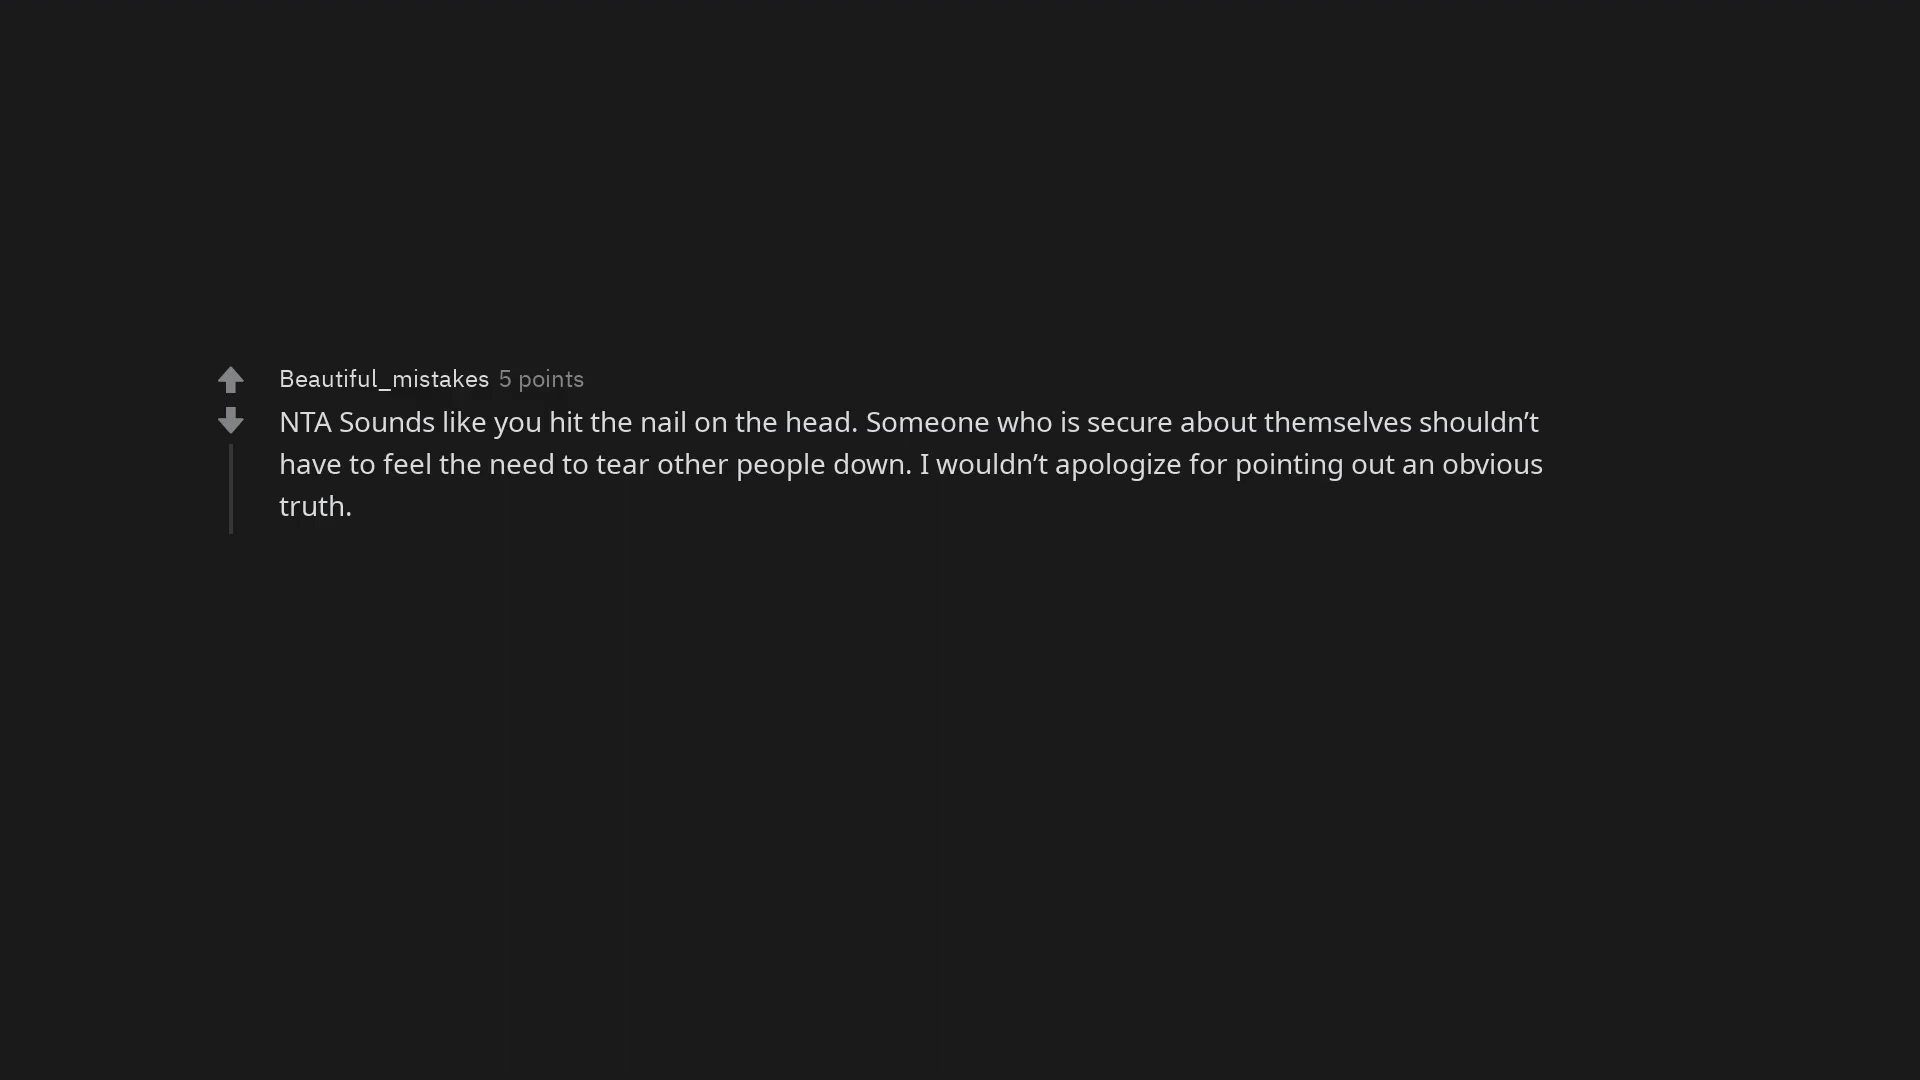 Beautiful_mistakes 5 points
NTA Sounds like you hit the nail on the head. Someone who is secure about themselves shouldn’t
have to feel the need to tear other people down. I wouldn’t apologize for pointing out an obvious
truth.